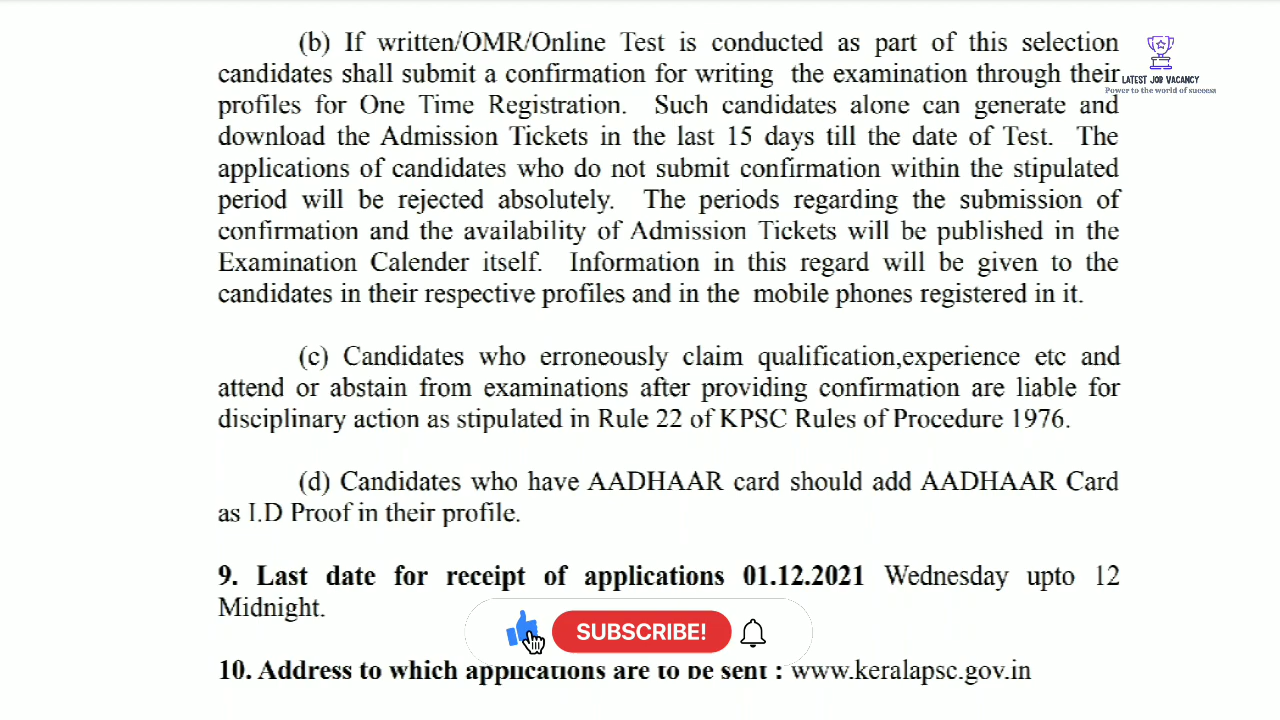 (b) If written/OMR/Online Test is conducted as part of this selection
candidates shall submit a confirmation for writing the examination through their
profiles for One Time Registration. Such candidates alone can generate and
download the Admission Tickets in the last 15 days till the date of Test. The
applications of candidates who do not submit confirmation within the stipulated
period will be rejected absolutely. The periods regarding the submission of
confirmation and the availability of Admission Tickets will be published in the
Examination Calender itself. Information in this regard will be given to the
candidates in their respective profiles and in the mobile phones registered in it.
(c) Candidates who erroneously claim qualification,experience etc and
attend or abstain from examinations after providing confirmation are liable for
disciplinary action as stipulated in Rule 22 of KPSC Rules of Procedure 1976.
(d) Candidates who have AADHAAR card should add AADHAAR Card
as I.D Proof in their profile.
9. Last date for receipt of applications 01.12.2021 Wednesday upto 12
Midnight.
10. Address to which applications are to be sent : www.keralapsc.gov.in
LATEST JOB VACANCY
Power to the world of success
SUBSCRIBE!